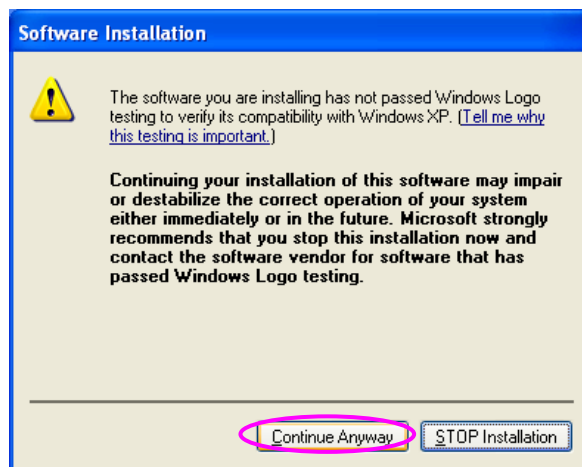 Software Installation
The software you are installing has not passed Windows Logo
testing to verify its compatibility with Windows XP. (Tell me why
this testing is important.)
Continuing your installation of this software may impair
or destabilize the correct operation of your system
either immediately or in the future. Microsoft strongly
recommends that you stop this installation now and
contact the software vendor for software that has
passed Windows Logo testing.
Continue Anyway STOP Installation